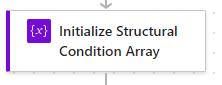 {x} Initialize Structural
Condition Array